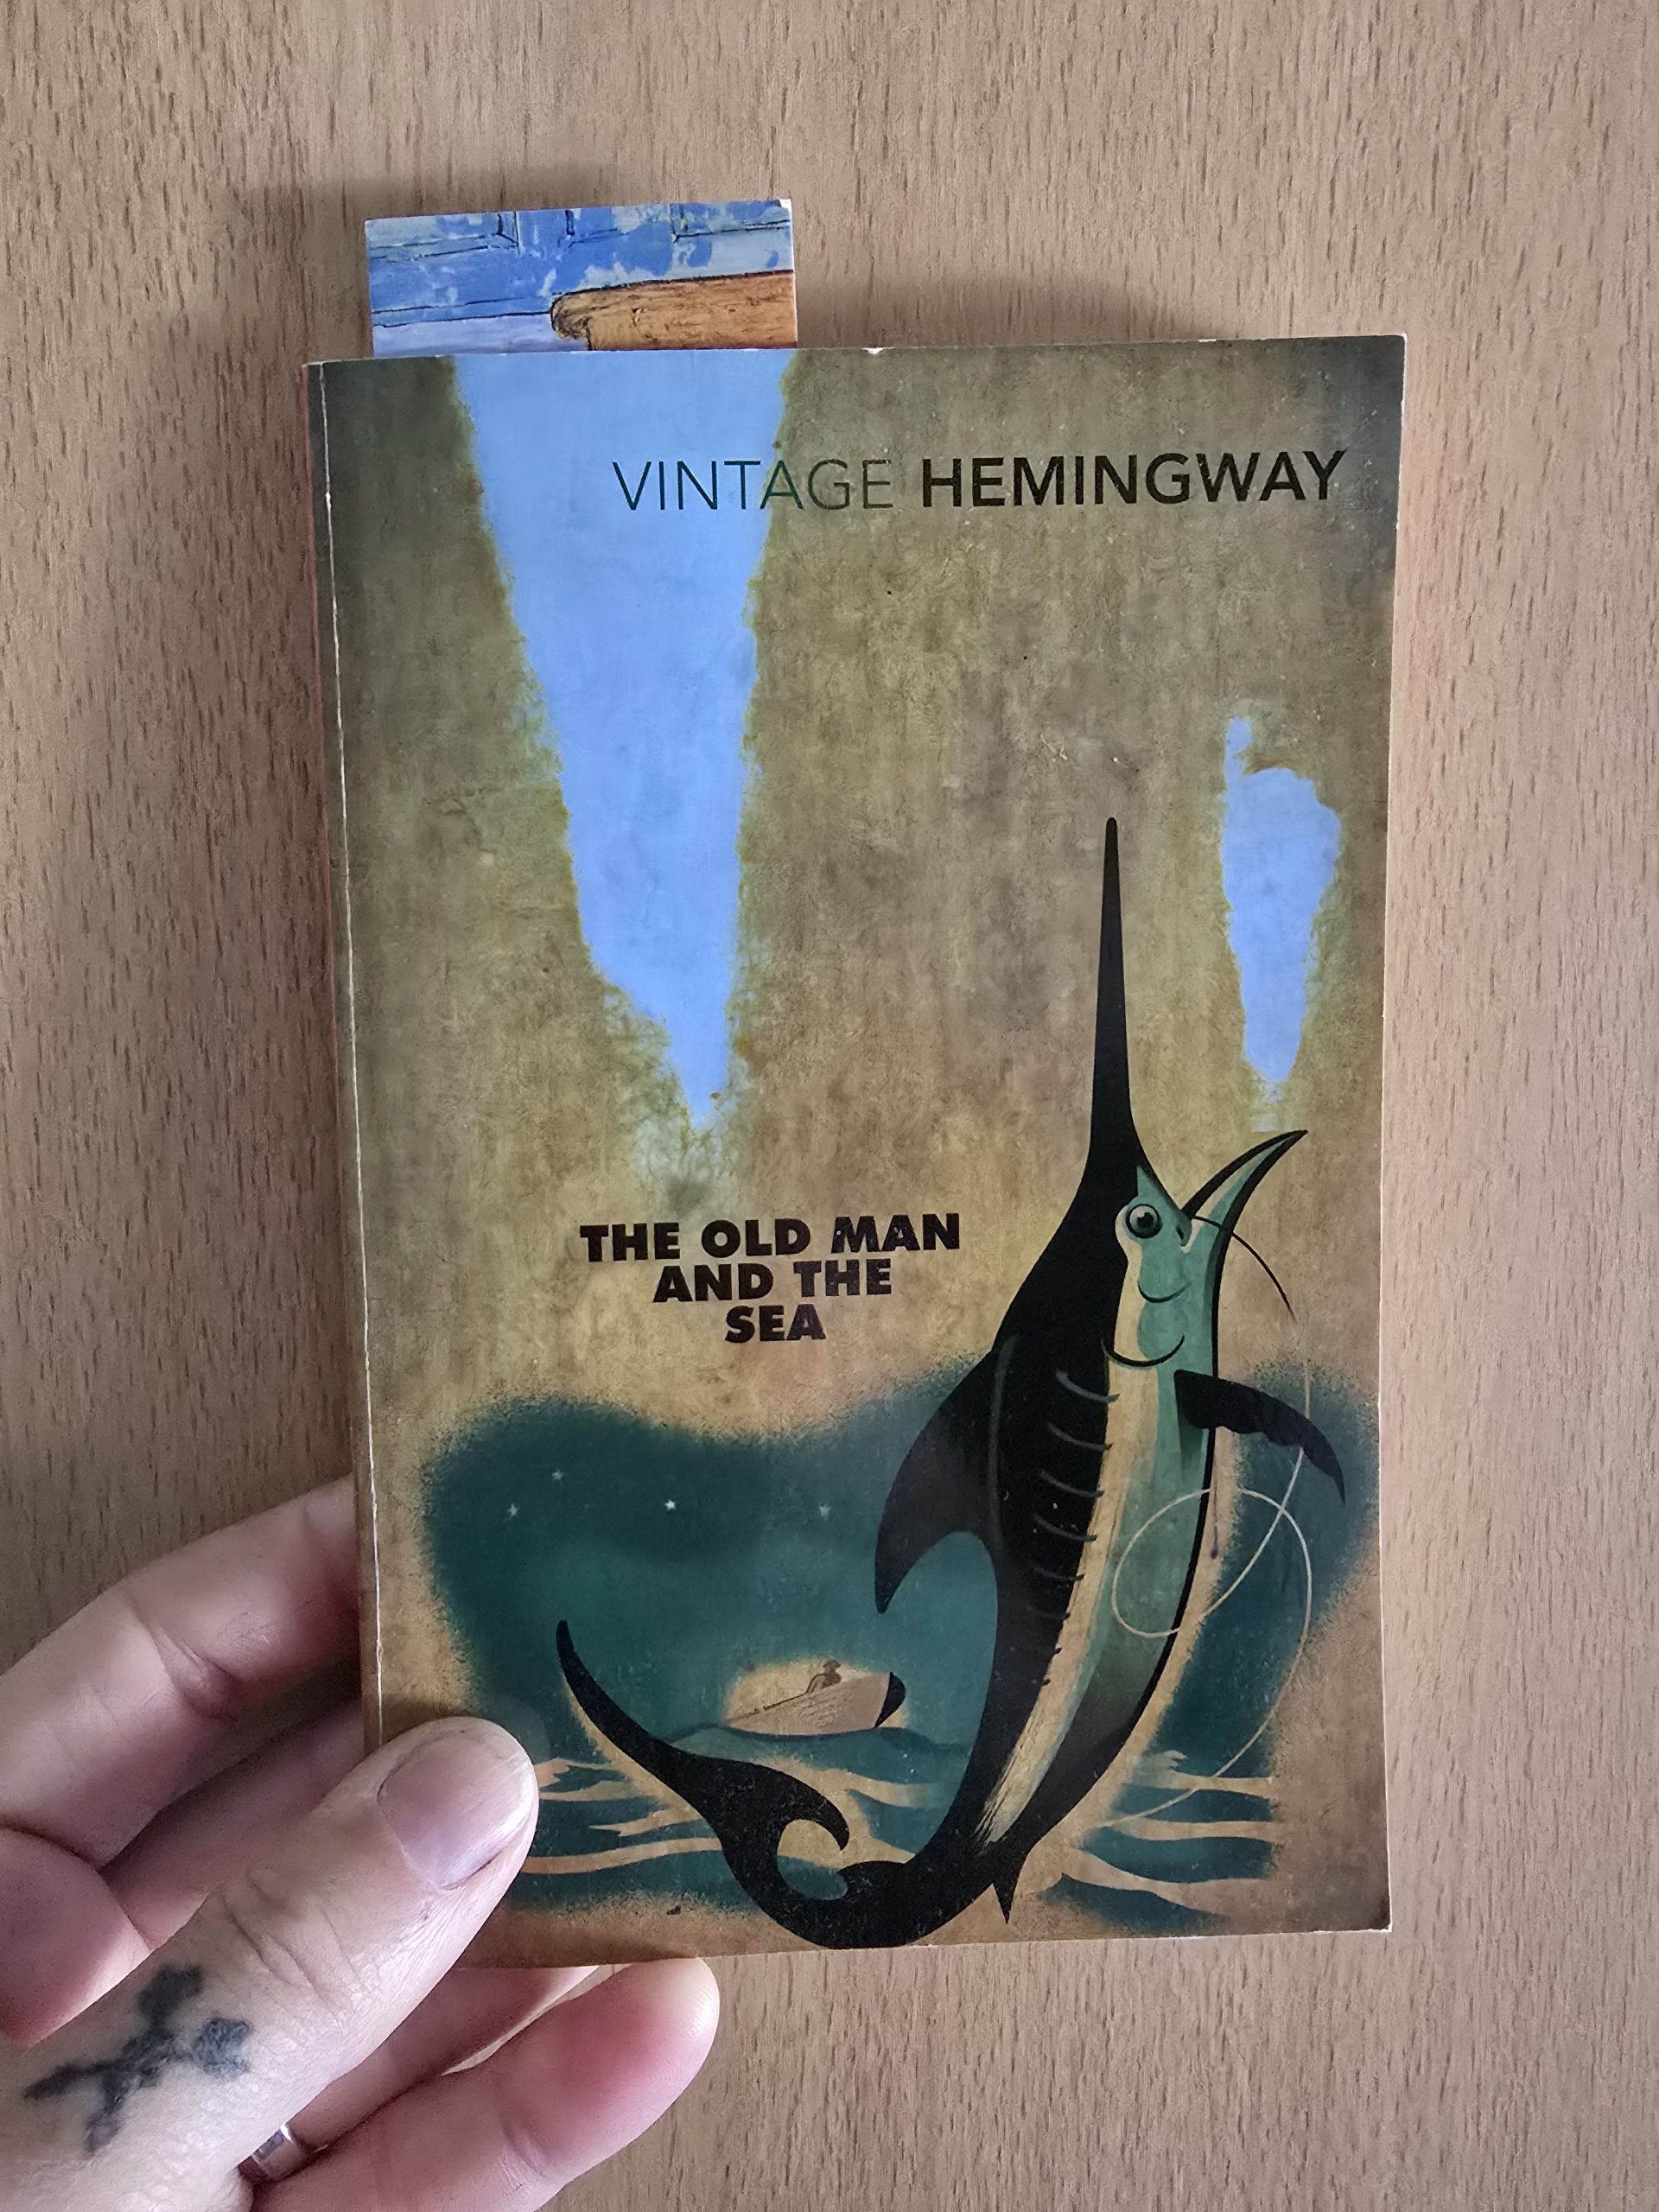 VINTAGE HEMINGWAY
THE OLD MAN
AND THE
SEA